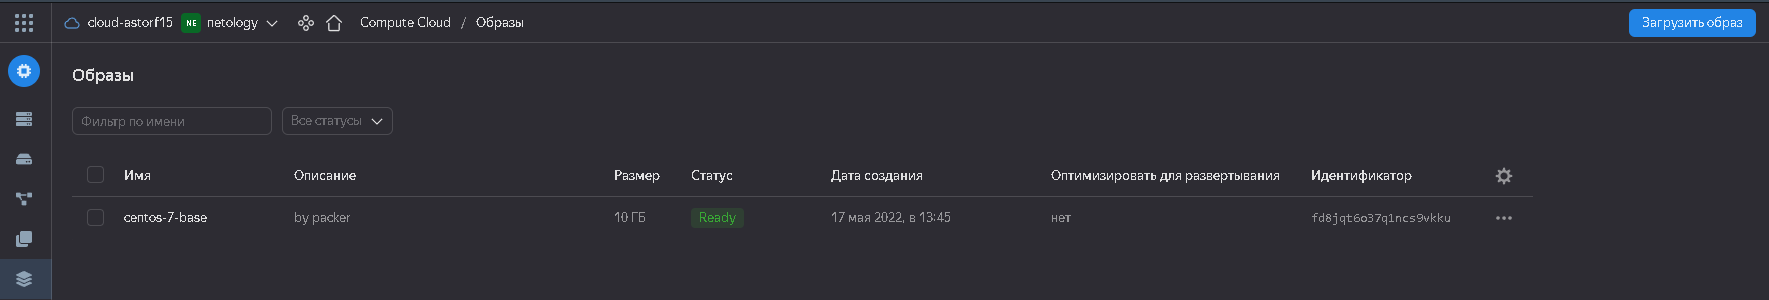 cloud-astorf15 NE netology Compute Cloud / Образы Загрузить образ
Образы
Фильтр по имени Все статусы
Имя Описание Размер Статус Дата создания Оптимизировать для развертывания Идентификатор
centos-7-base by packer 10 ГБ Ready 17 мая 2022, в 13:45 нет fd8jqt6o37q1ncs9vkku